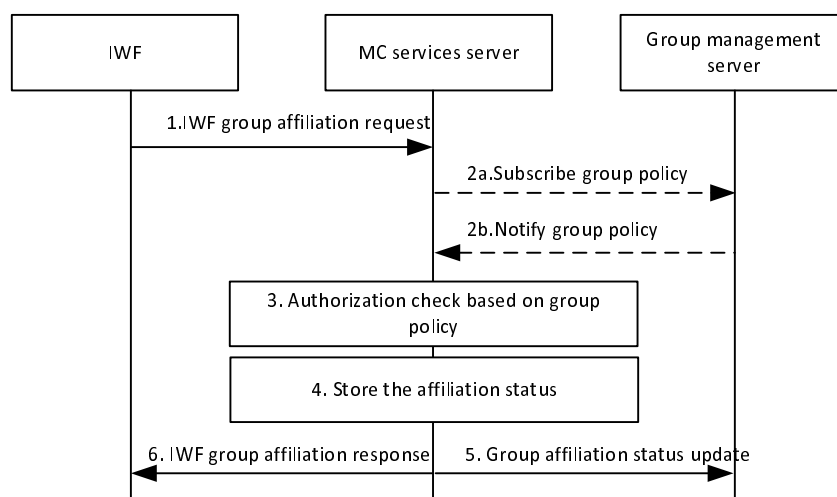 IWF
MC services server
Group management
server
1.IWF group affiliation request
2a.Subscribe group policy
2b.Notify group policy
3. Authorization check based on group
policy
4. Store the affiliation status
6. IWF group affiliation response
5. Group affiliation status update